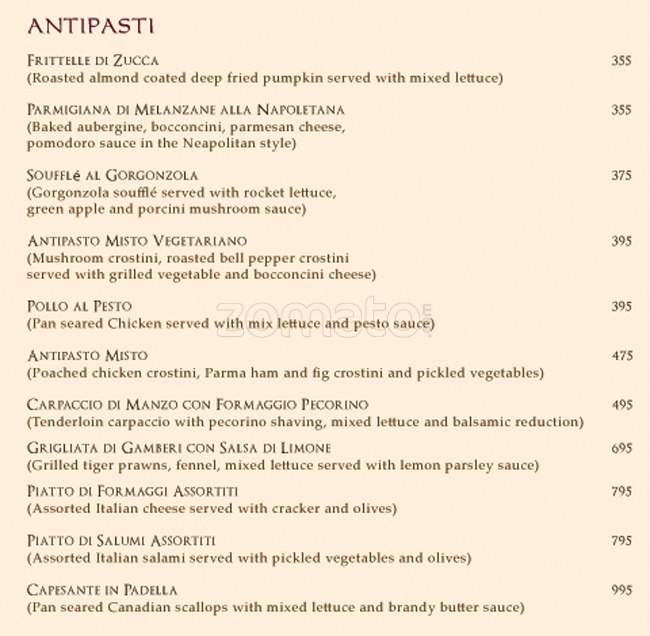 ANTIPASTI
FRITTELLE DI ZUCCA 355
(Roasted almond coated deep fried pumpkin served with mixed lettuce)
PARMIGIANA DI MELANZANE ALLA NAPOLETANA 355
(Baked aubergine, bocconcini, parmesan cheese,
pomodoro sauce in the Neapolitan style)
SOUFFLé AL GORGONZOLA 375
(Gorgonzola soufflé served with rocket lettuce,
green apple and porcini mushroom sauce)
ANTIPASTO MISTO VEGETARIANO 395
(Mushroom crostini, roasted bell pepper crostini
served with grilled vegetable and bocconcini cheese)
POLLO AL PESTO 395
(Pan seared Chicken served with mix lettuce and pesto sauce)
zomato.com
ANTIPASTO MISTO 475
(Poached chicken crostini, Parma ham and fig crostini and pickled vegetables)
CARPACCIO DI MANZO CON FORMAGGIO PECORINO 495
(Tenderloin carpaccio with pecorino shaving, mixed lettuce and balsamic reduction)
GRIGLIATA DI GAMBERI CON SALSA DI LIMONE 695
(Grilled tiger prawns, fennel, mixed lettuce served with lemon parsley sauce)
PIATTO DI FORMAGGI ASSORTITI 795
(Assorted Italian cheese served with cracker and olives)
PIATTO DI SALUMI ASSORTITI 795
(Assorted Italian salami served with pickled vegetables and olives)
CAPESANTE IN PADELLA 995
(Pan seared Canadian scallops with mixed lettuce and brandy butter sauce)